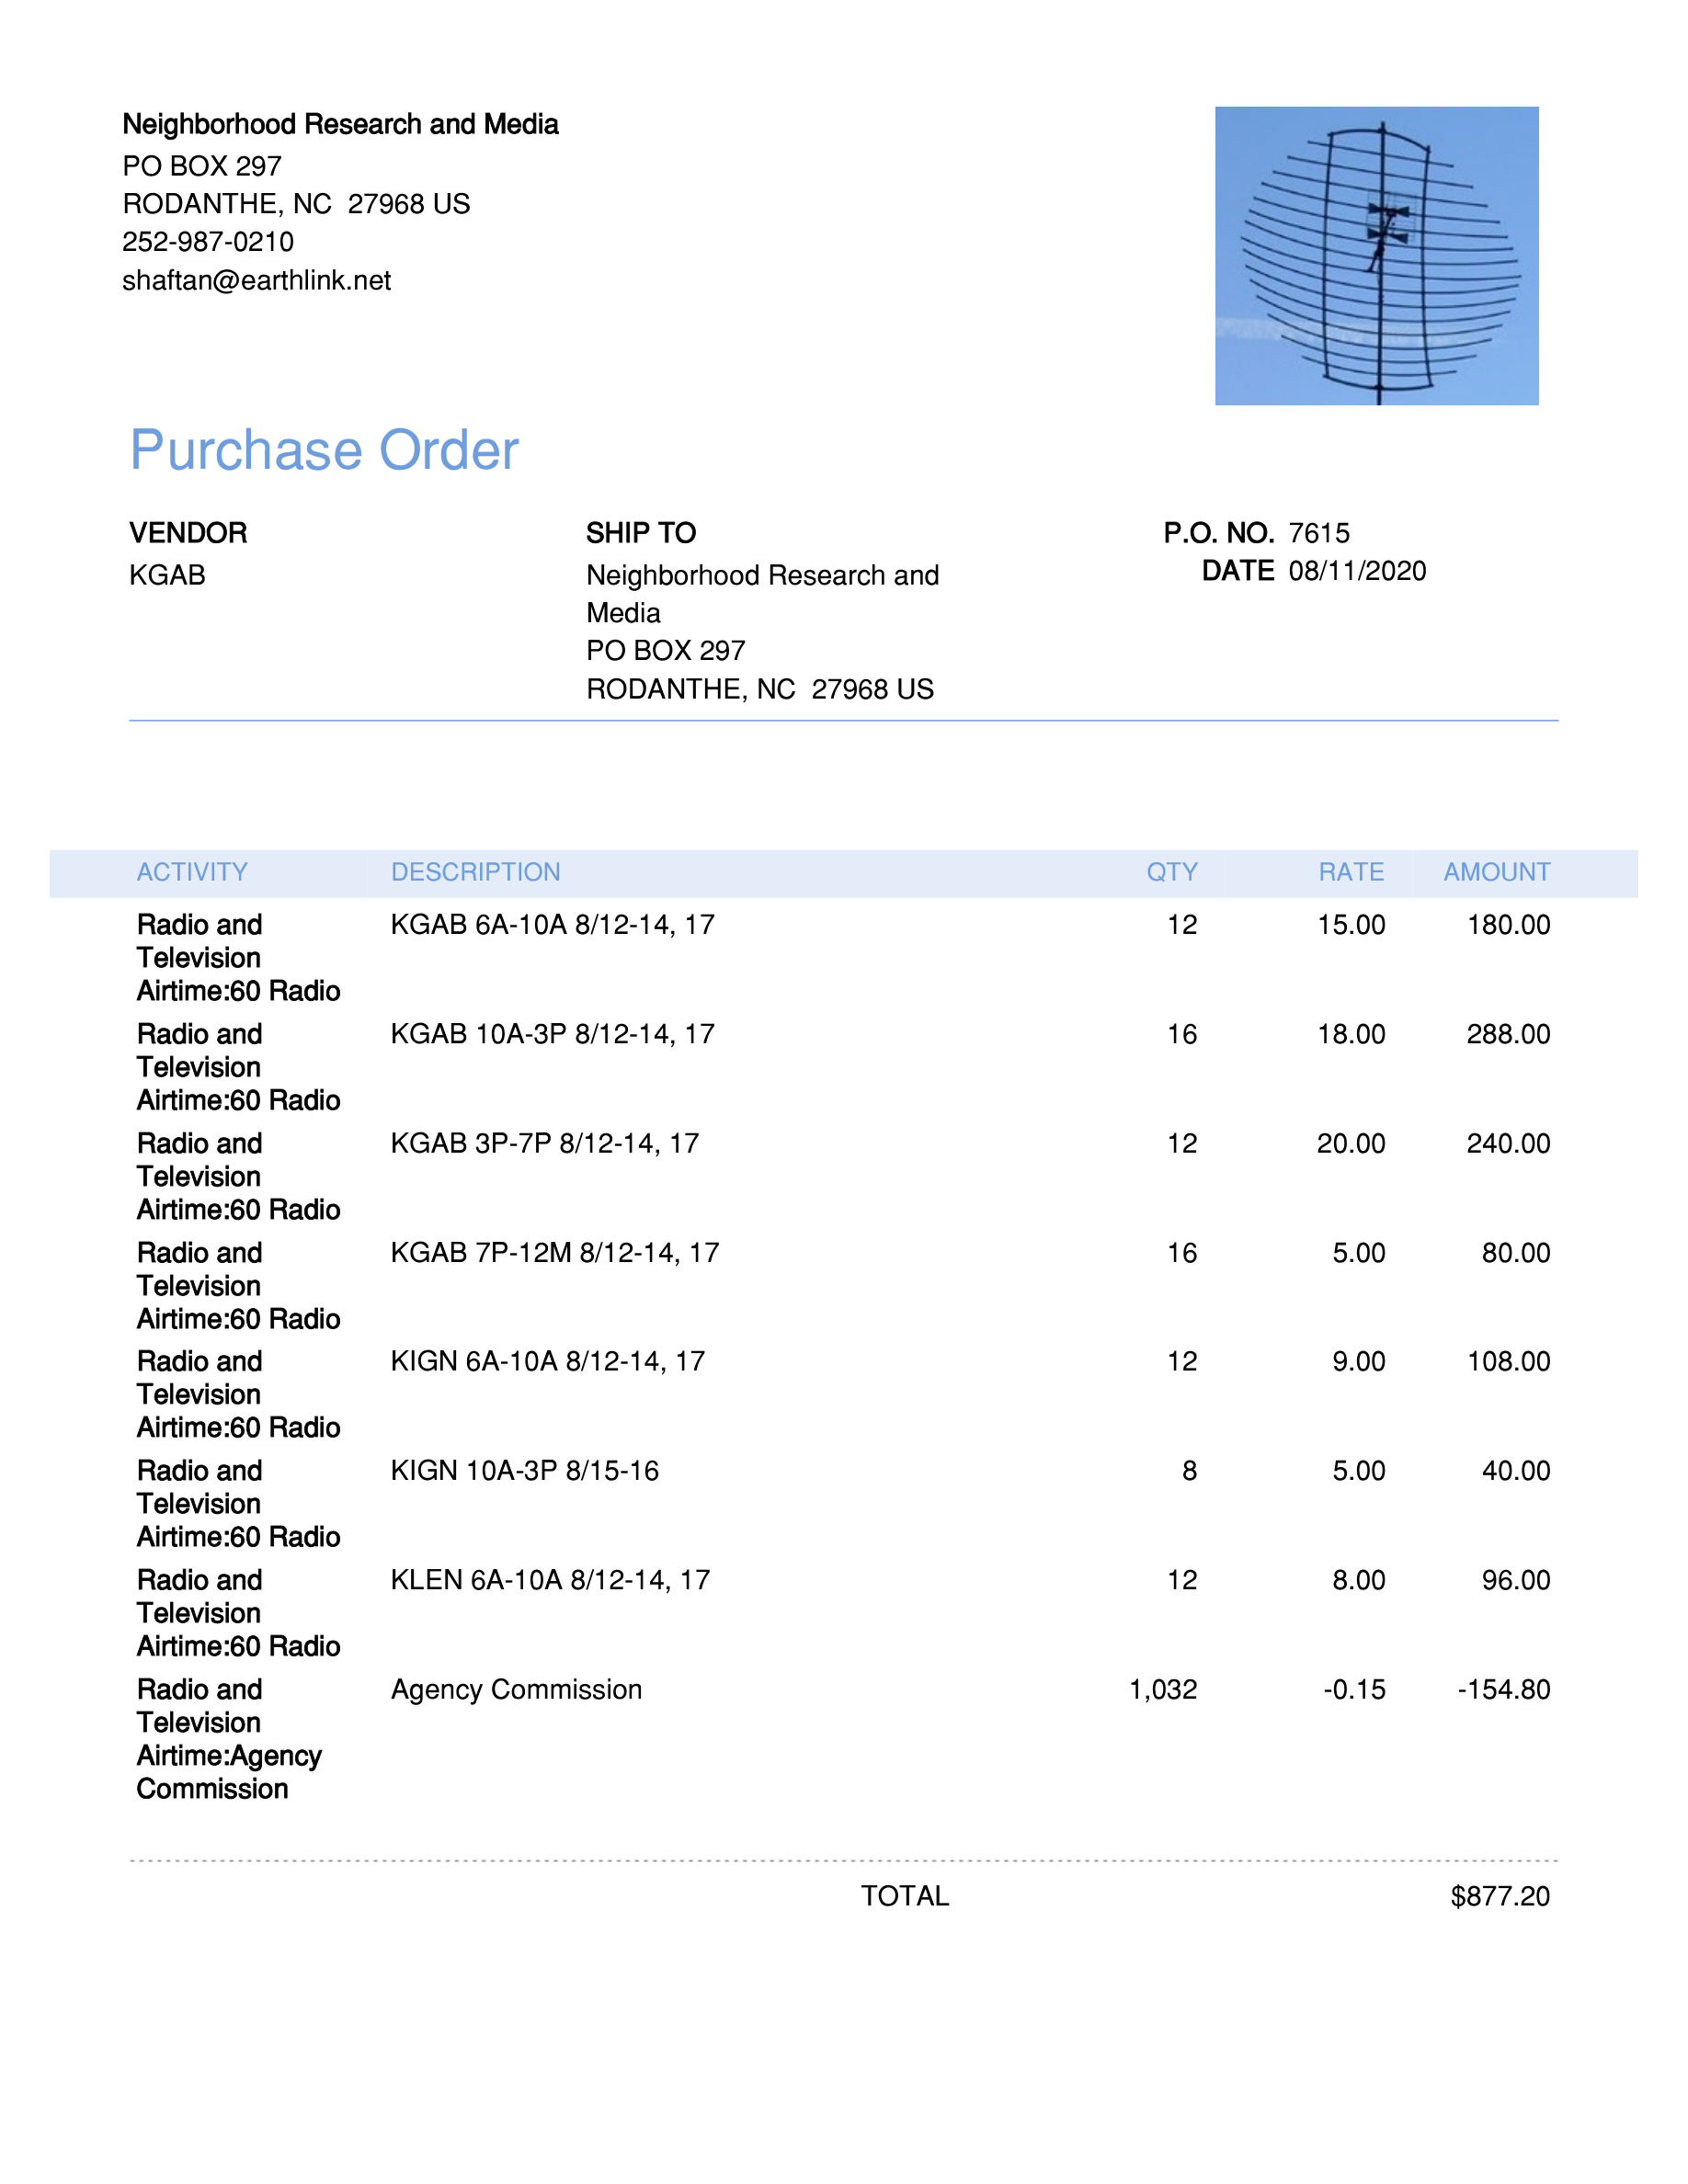 Neighborhood Research and Media
PO BOX 297
RODANTHE, NC  27968 US
252-987-0210
shaftan@earthlink.net
Purchase Order
VENDOR
KGAB
SHIP TO
Neighborhood Research and
Media
PO BOX 297
RODANTHE, NC  27968 US
P.O. NO. 7615
DATE 08/11/2020
ACTIVITY DESCRIPTION QTY RATE AMOUNT
Radio and KGAB 6A-10A 8/12-14, 17 12 15.00 180.00
Television
Airtime:60 Radio
Radio and KGAB 10A-3P 8/12-14, 17 16 18.00 288.00
Television
Airtime:60 Radio
Radio and KGAB 3P-7P 8/12-14, 17 12 20.00 240.00
Television
Airtime:60 Radio
Radio and KGAB 7P-12M 8/12-14, 17 16 5.00 80.00
Television
Airtime:60 Radio
Radio and KIGN 6A-10A 8/12-14, 17 12 9.00 108.00
Television
Airtime:60 Radio
Radio and KIGN 10A-3P 8/15-16 8 5.00 40.00
Television
Airtime:60 Radio
Radio and KLEN 6A-10A 8/12-14, 17 12 8.00 96.00
Television
Airtime:60 Radio
Radio and Agency Commission 1,032 -0.15 -154.80
Television
Airtime:Agency
Commission
TOTAL $877.20